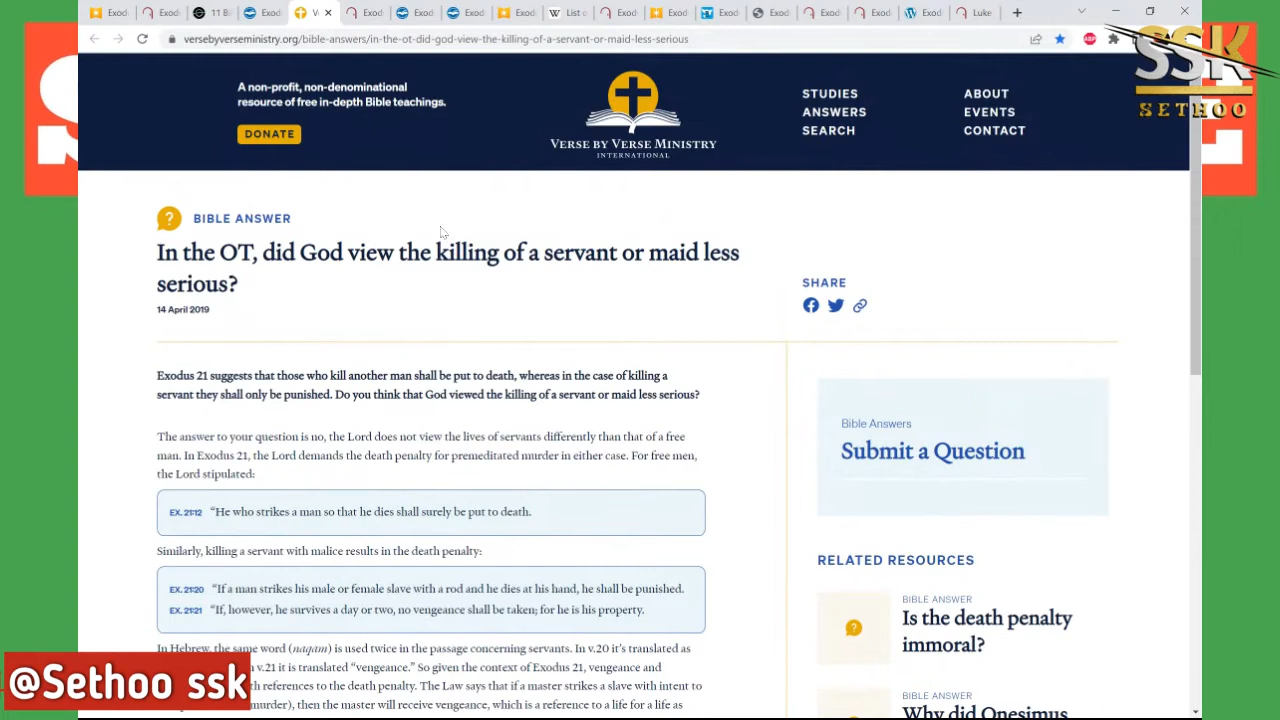 Exod
Exod
11 B
Exod
V
Exod
Exod
Exod
Exod
List o
Exod
Exod
Exod
Exod
Exod
Exod
Exod
Luke
versebyverseministry.org/bible-answers/in-the-ot-did-god-view-the-killing-of-a-servant-or-maid-less-serious
ABP
SSK
SETHOO
A non-profit, non-denominational
resource of free in-depth Bible teachings.
DONATE
VERSE BY VERSE MINISTRY
INTERNATIONAL
STUDIES
ANSWERS
SEARCH
ABOUT
EVENTS
CONTACT
BIBLE ANSWER
In the OT, did God view the killing of a servant or maid less
serious?
14 April 2019
SHARE
Exodus 21 suggests that those who kill another man shall be put to death, whereas in the case of killing a
servant they shall only be punished. Do you think that God viewed the killing of a servant or maid less serious?
The answer to your question is no, the Lord does not view the lives of servants differently than that of a free
man. In Exodus 21, the Lord demands the death penalty for premeditated murder in either case. For free men,
the Lord stipulated:
EX. 21:12 “He who strikes a man so that he dies shall surely be put to death.
Similarly, killing a servant with malice results in the death penalty:
EX. 21:20 “If a man strikes his male or female slave with a rod and he dies at his hand, he shall be punished.
EX. 21:21 “If, however, he survives a day or two, no vengeance shall be taken; for he is his property.
In Hebrew, the same word (naqam) is used twice in the passage concerning servants. In v.20 it’s translated as
n v.21 it is translated “vengeance.” So given the context of Exodus 21, vengeance and
th references to the death penalty. The Law says that if a master strikes a slave with intent to
murder), then the master will receive vengeance, which is a reference to a life for a life as
Bible Answers
Submit a Question
RELATED RESOURCES
BIBLE ANSWER
Is the death penalty
immoral?
BIBLE ANSWER
Why did Onesimus
@Sethoo ssk